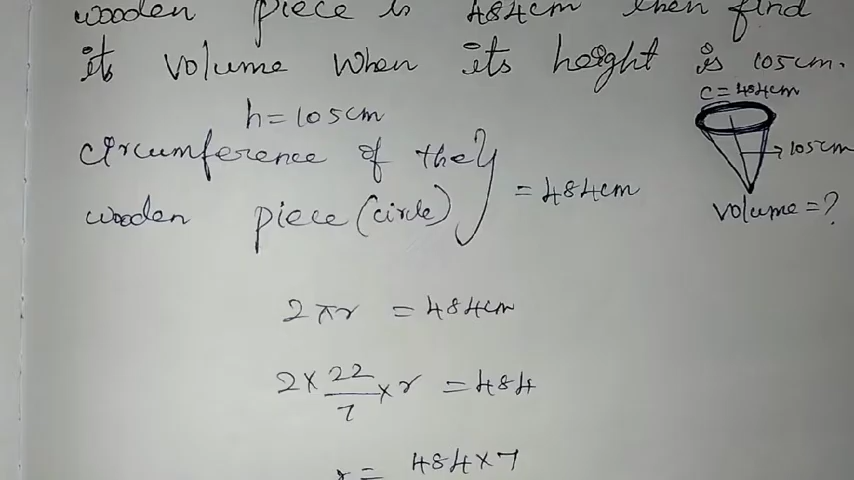 wooden piece is 484cm then find
its volume when its height is 105cm.
c=484cm
h=105cm
105cm
circumference of the
wooden piece(circle) } =484cm
volume=?
2πr =484cm
2×22/7×r =484
r= 484×7